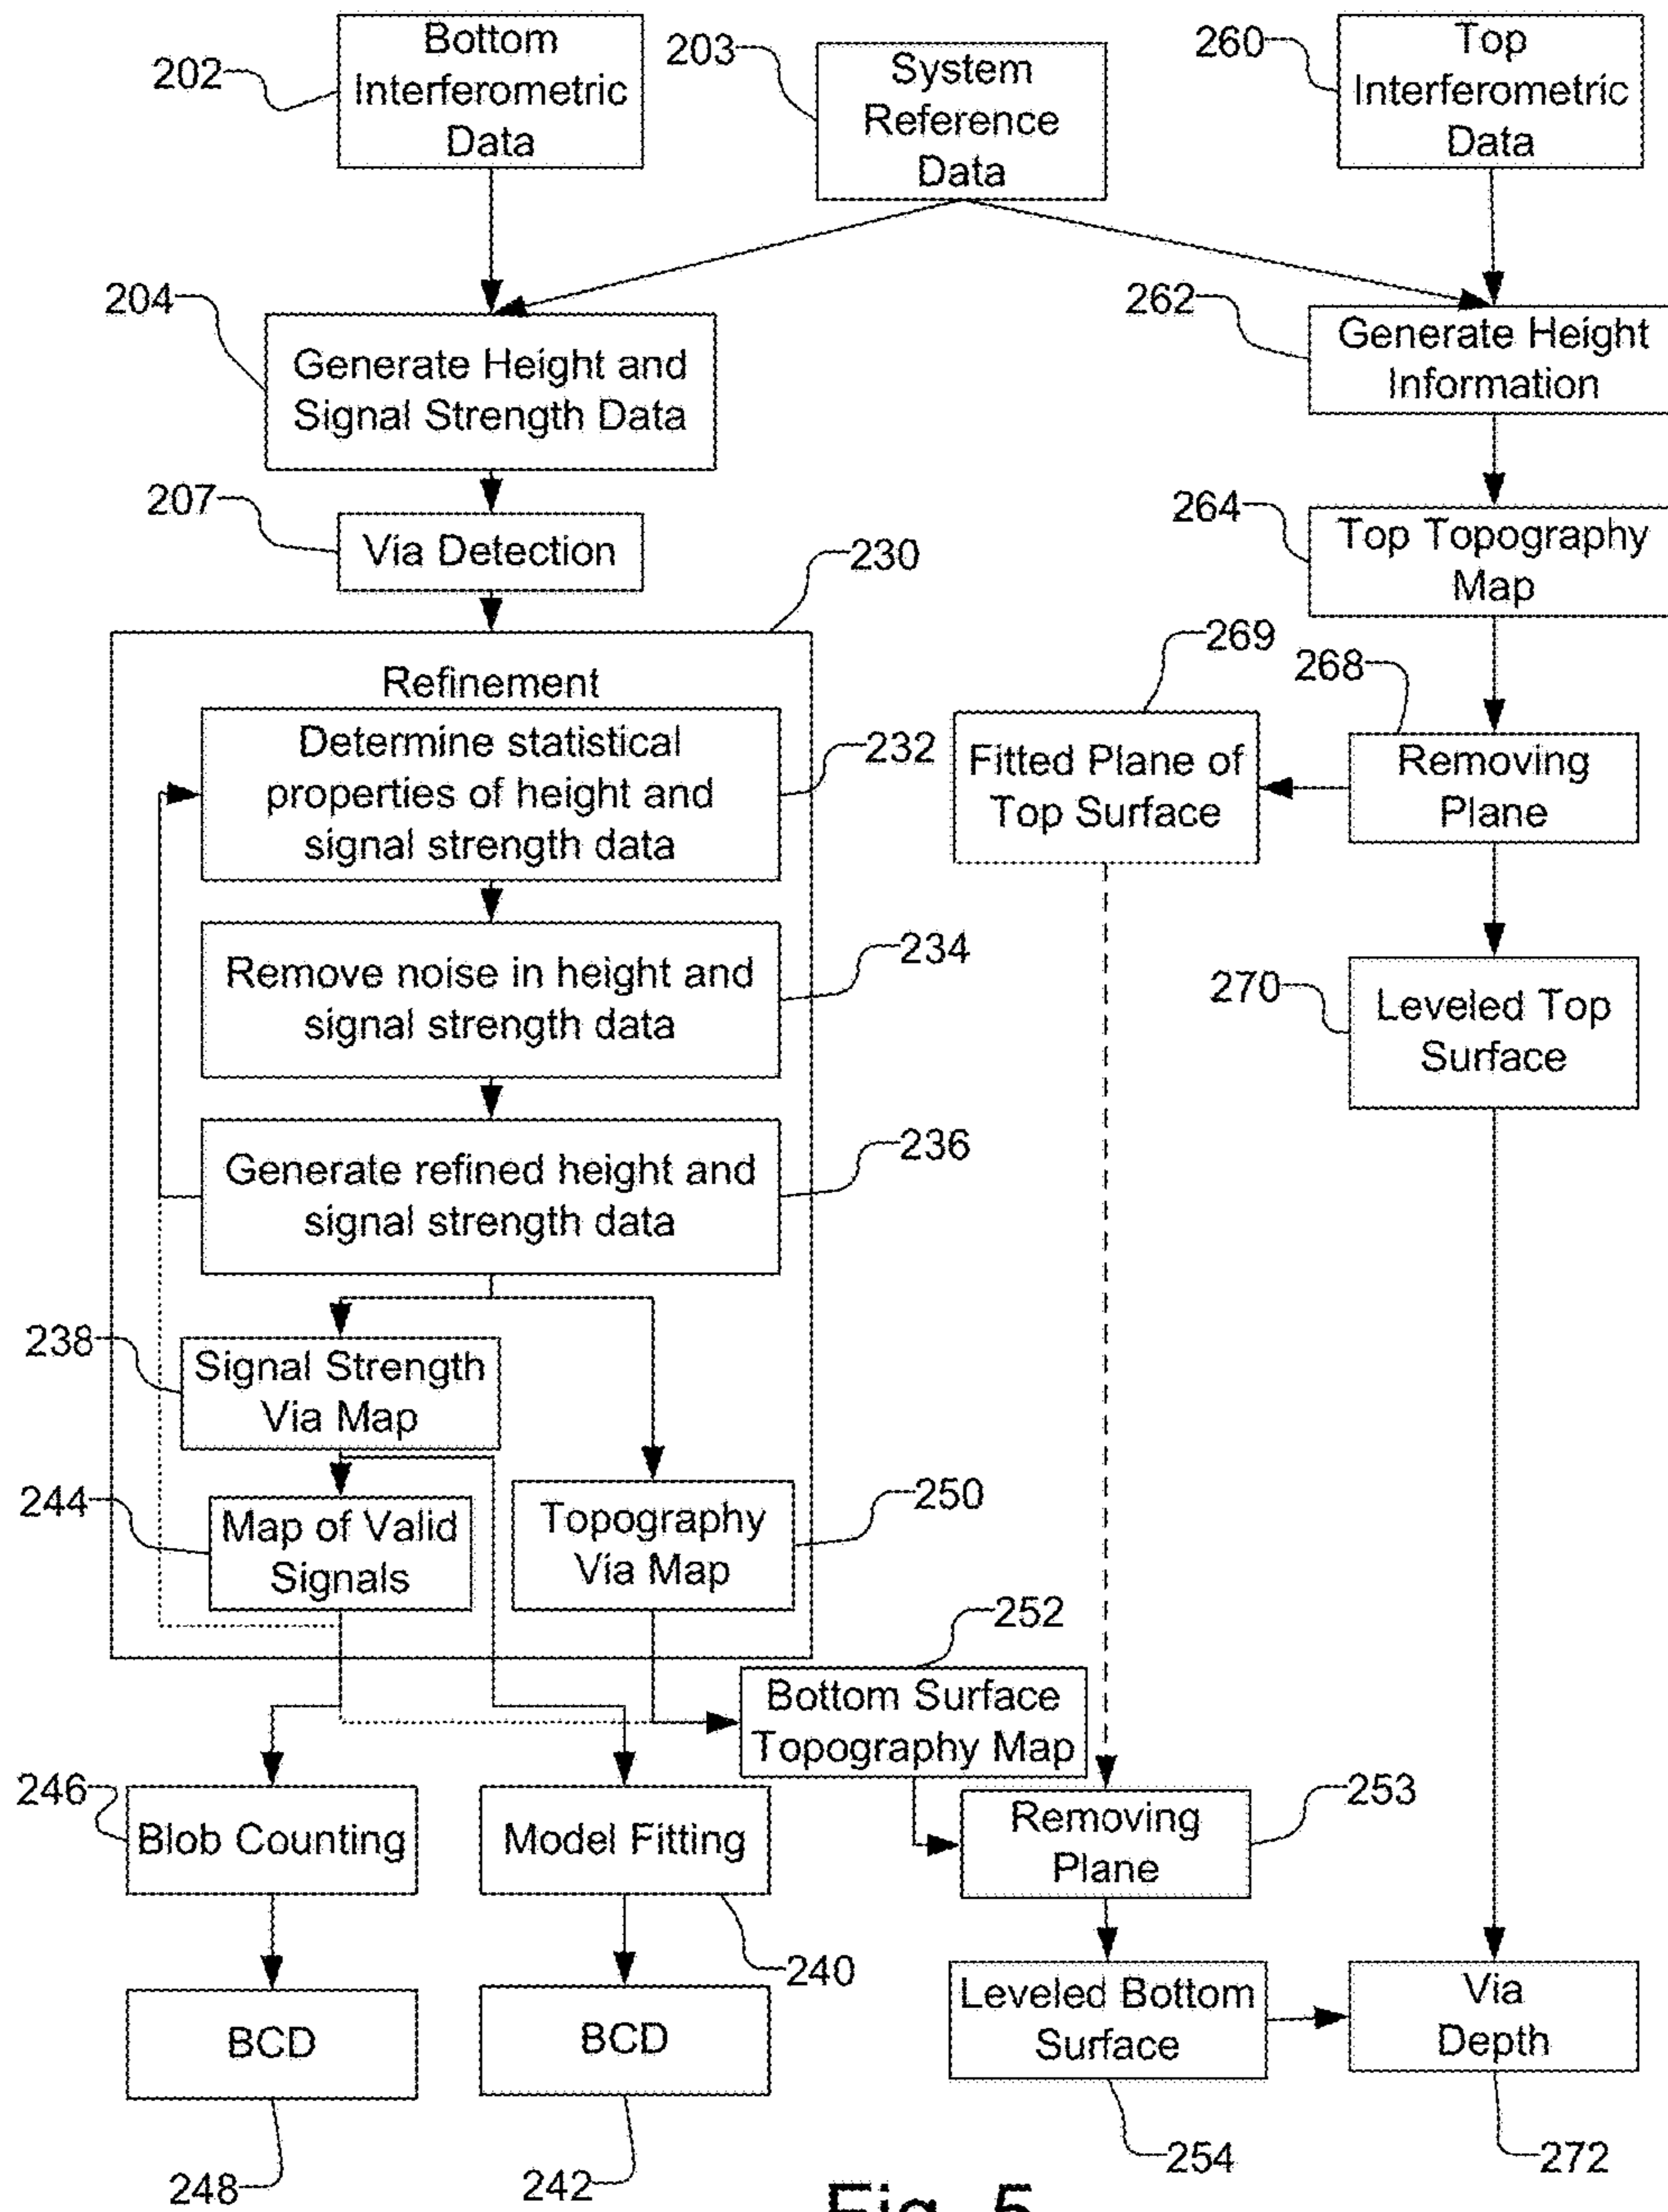 202
Bottom
Interferometric
Data
203
System
Reference
Data
260
Top
Interferometric
Data
204
Generate Height and
Signal Strength Data
262
Generate Height
Information
207
Via Detection
264
Top Topography
Map
230
Refinement
232
Determine statistical
properties of height and
signal strength data
269
Fitted Plane of
Top Surface
268
Removing
Plane
234
Remove noise in height and
signal strength data
270
Leveled Top
Surface
236
Generate refined height and
signal strength data
238
Signal Strength
Via Map
244
Map of Valid
Signals
250
Topography
Via Map
252
Bottom Surface
Topography Map
246
Blob Counting
Model Fitting
240
253
Removing
Plane
BCD
248
BCD
242
Leveled Bottom
Surface
254
Via
Depth
272
Fig. 5